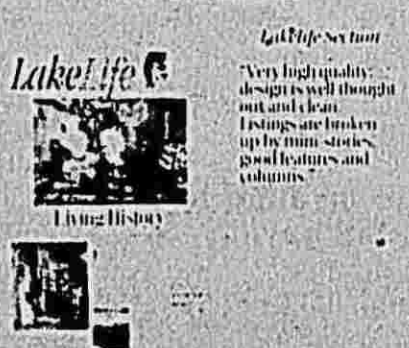 LakeLife
Living History
LakeLife Section
"Very high quality;
design is well thought
out and clean.
Listings are broken
up by mini-stories,
good features and
columns."